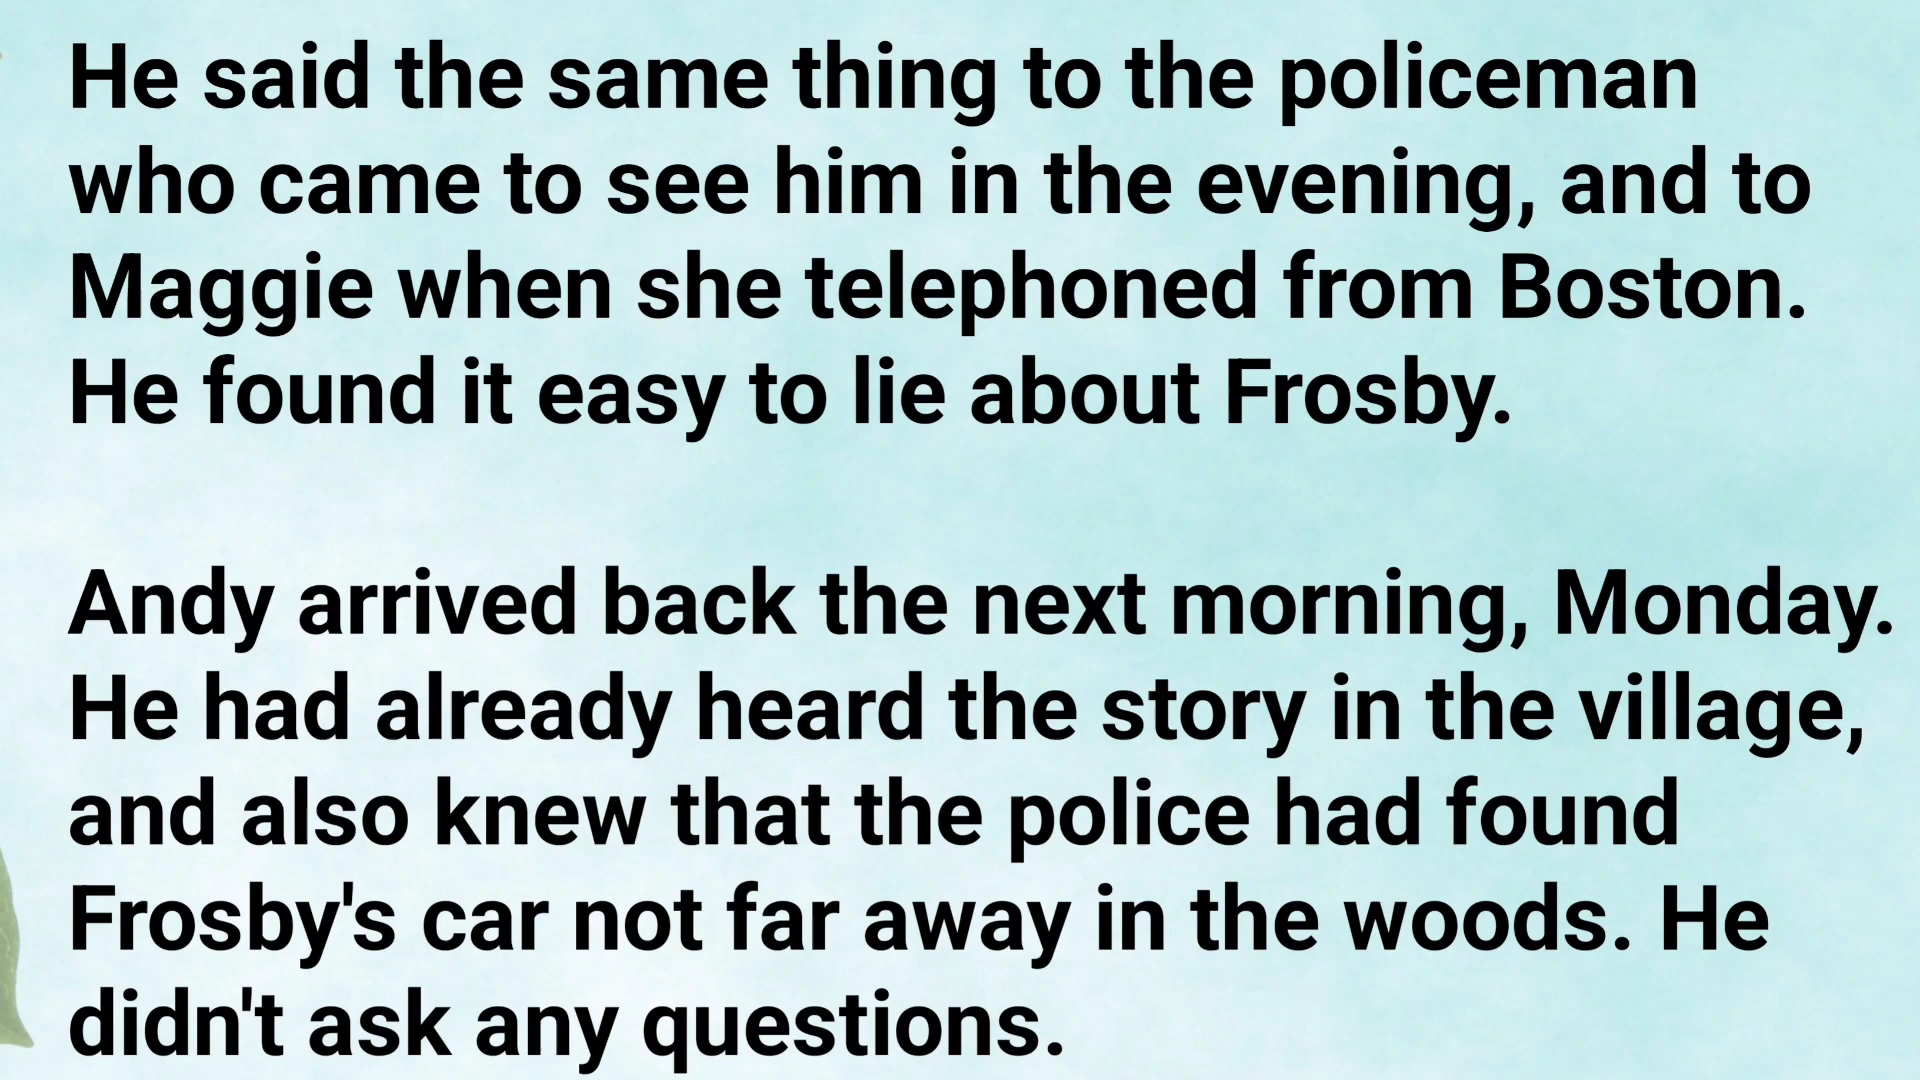 He said the same thing to the policeman
who came to see him in the evening, and to
Maggie when she telephoned from Boston.
He found it easy to lie about Frosby.
Andy arrived back the next morning, Monday.
He had already heard the story in the village,
and also knew that the police had found
Frosby's car not far away in the woods. He
didn't ask any questions.